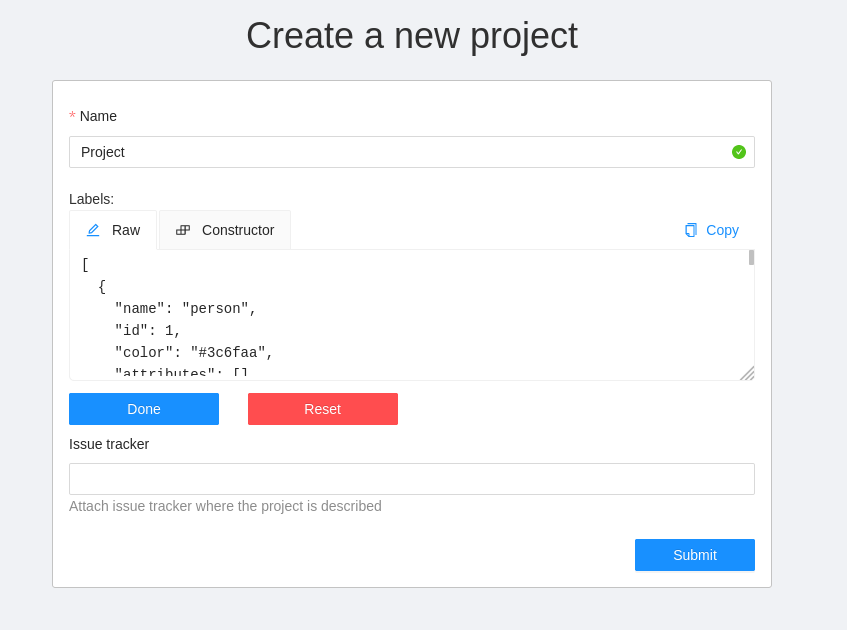 Create a new project
* Name
Project
Labels:
Raw Constructor Copy
[
  {
    "name": "person",
    "id": 1,
    "color": "#3c6faa",
    "attributes": []
Done Reset
Issue tracker
Attach issue tracker where the project is described
Submit